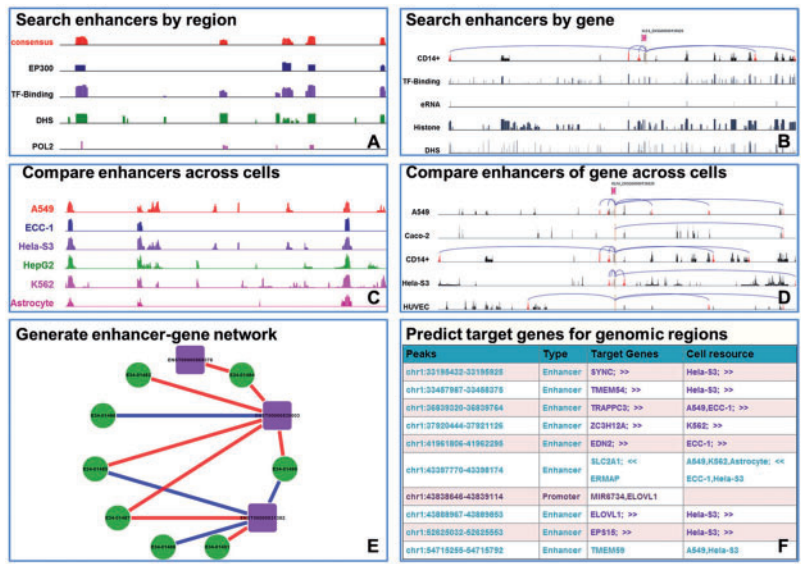 Search enhancers by region
consensus
EP300
TF-Binding
DHS
POL2
A
Search enhancers by gene
CD14+
TF-Binding
eRNA
Histone
DHS
B
Compare enhancers across cells
A549
ECC-1
Hela-S3
HepG2
K562
Astrocyte
C
Compare enhancers of gene across cells
A549
Caco-2
CD14+
Hela-S3
HUVEC
D
Generate enhancer-gene network
E
Predict target genes for genomic regions
Peaks Type Target Genes Cell resource
chr1:33195432-33195925 Enhancer SYNC; >> Hela-S3; >>
chr1:33487987-33488375 Enhancer TMEM54; >> Hela-S3; >>
chr1:36839320-36839764 Enhancer TRAPPC3; >> A549,ECC-1; >>
chr1:37920444-37921126 Enhancer ZC3H12A; >> K562; >>
chr1:41961806-41962295 Enhancer EDN2; >> ECC-1; >>
chr1:43397770-43398174 Enhancer SLC2A1; << A549,K562,Astrocyte; <<
ERMAP ECC-1,Hela-S3
chr1:43838646-43839114 Promoter MIR6734,ELOVL1
chr1:43888967-43889853 Enhancer ELOVL1; >> Hela-S3; >>
chr1:52625032-52625553 Enhancer EPS15; >> Hela-S3; >>
chr1:54715255-54715792 Enhancer TMEM59 A549,Hela-S3
F